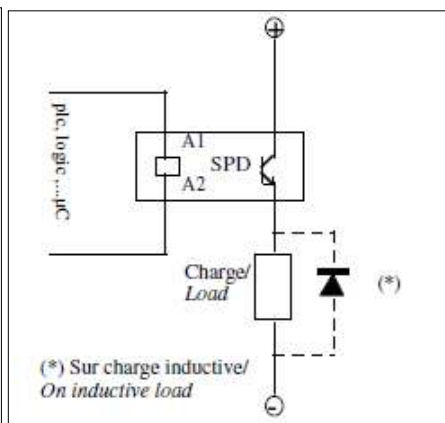 +
plc, logic ....µC
A1
SPD
A2
Charge/
Load
(*)
(*) Sur charge inductive/
On inductive load
-